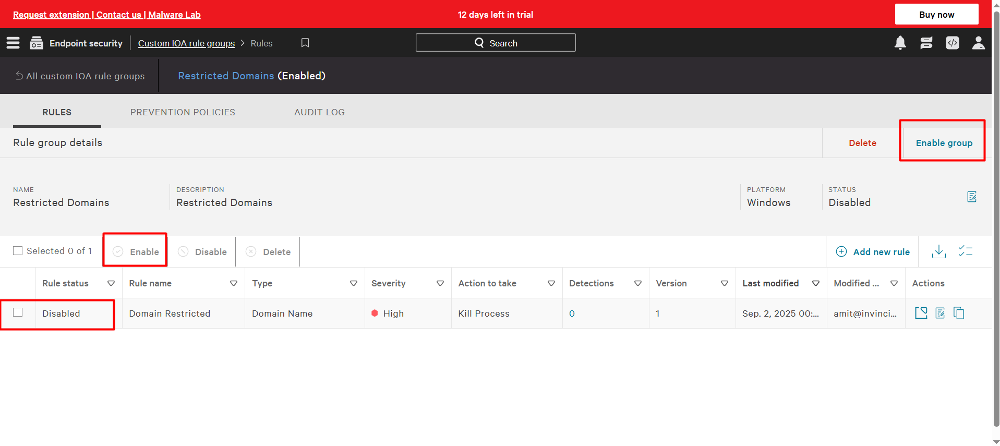 Request extension | Contact us | Malware Lab
12 days left in trial
Buy now
Endpoint security
Custom IOA rule groups > Rules
Search
All custom IOA rule groups
Restricted Domains (Enabled)
RULES
PREVENTION POLICIES
AUDIT LOG
Rule group details
Delete
Enable group
NAME
Restricted Domains
DESCRIPTION
Restricted Domains
PLATFORM
Windows
STATUS
Disabled
Selected 0 of 1
Enable
Disable
Delete
Add new rule
Rule status
Rule name
Type
Severity
Action to take
Detections
Version
Last modified
Modified ...
Actions
Disabled
Domain Restricted
Domain Name
High
Kill Process
0
1
Sep. 2, 2025 00:...
amit@invinci...